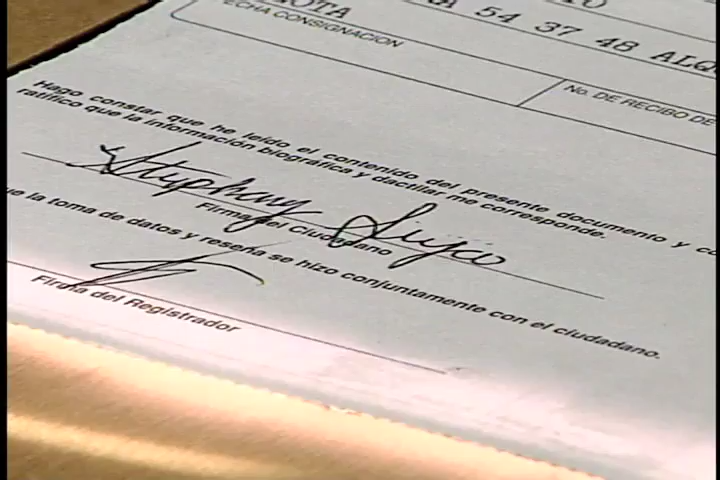 OTA
54 37 48 ALQ
FECHA CONSIGNACION
No. DE RECIBO DE
Hago constar que he leído el contenido del presente documento y
ratifico que la información biográfica y dactilar me corresponde.
Firma del Ciudadano
la toma de datos y reseña se hizo conjuntamente con el ciudadano.
Firma del Registrador